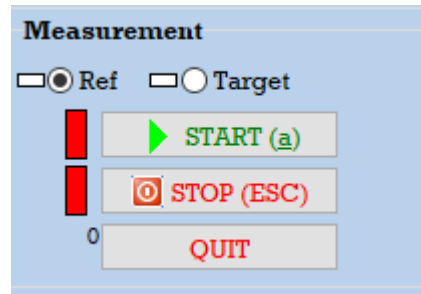 Measurement
Ref Target
START (a)
STOP (ESC)
0
QUIT